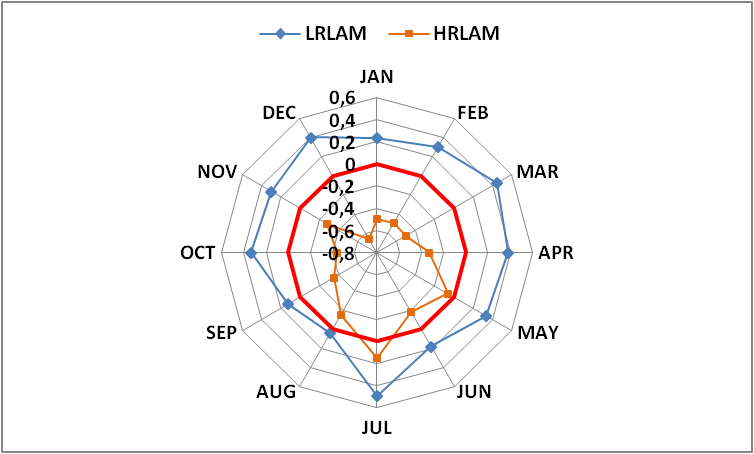 LRLAM HRLAM
JAN
0,6
DEC FEB
0,4
0,2
NOV MAR
0
-0,2
-0,4
-0,6
OCT -0,8 APR
SEP MAY
AUG JUN
JUL